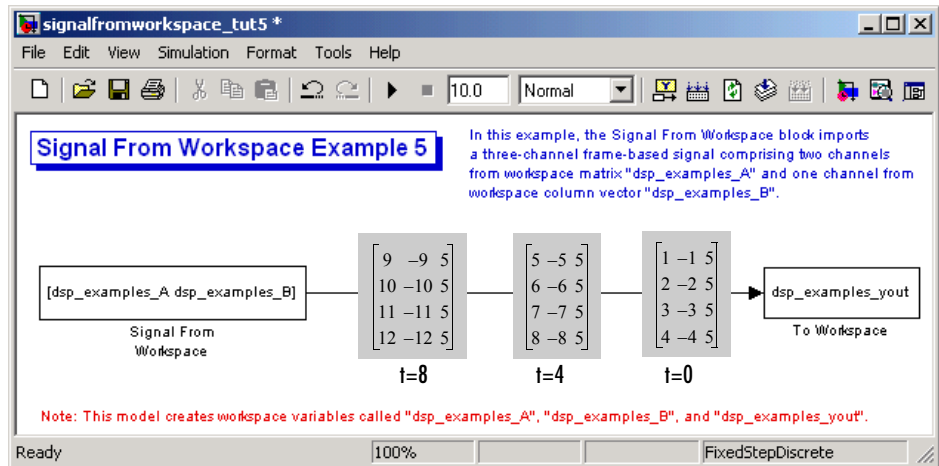 signalfromworkspace_tut5 *
File Edit View Simulation Format Tools Help
10.0 Normal
Signal From Workspace Example 5
In this example, the Signal From Workspace block imports
a three-channel frame-based signal comprising two channels
from workspace matrix "dsp_examples_A" and one channel from
workspace column vector "dsp_examples_B".
[dsp_examples_A dsp_examples_B]
Signal From
Workspace
9 −9 5
10 −10 5
11 −11 5
12 −12 5
t=8
5 −5 5
6 −6 5
7 −7 5
8 −8 5
t=4
1 −1 5
2 −2 5
3 −3 5
4 −4 5
t=0
dsp_examples_yout
To Workspace
Note: This model creates workspace variables called "dsp_examples_A", "dsp_examples_B", and "dsp_examples_yout".
Ready 100% FixedStepDiscrete